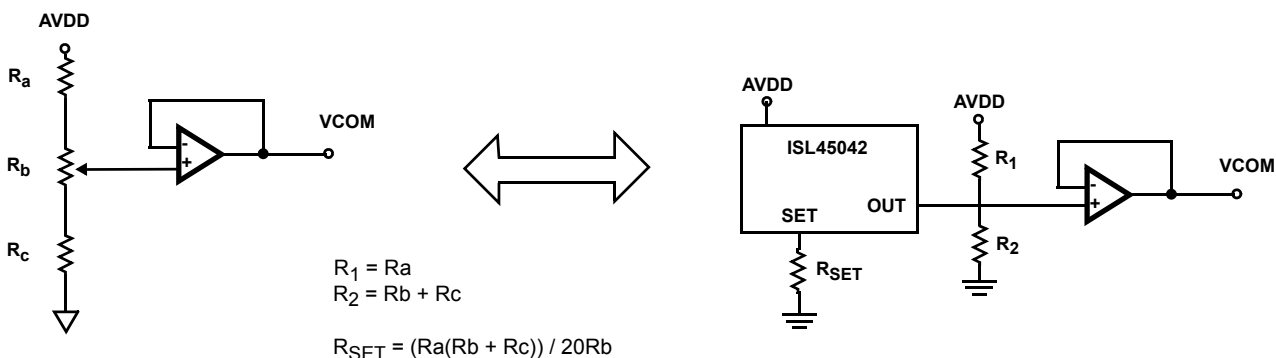 AVDD
Ra
Rb
Rc
-
+
VCOM
R1 = Ra
R2 = Rb + Rc
RSET = (Ra(Rb + Rc)) / 20Rb
AVDD
ISL45042
SET
OUT
RSET
AVDD
R1
R2
-
+
VCOM